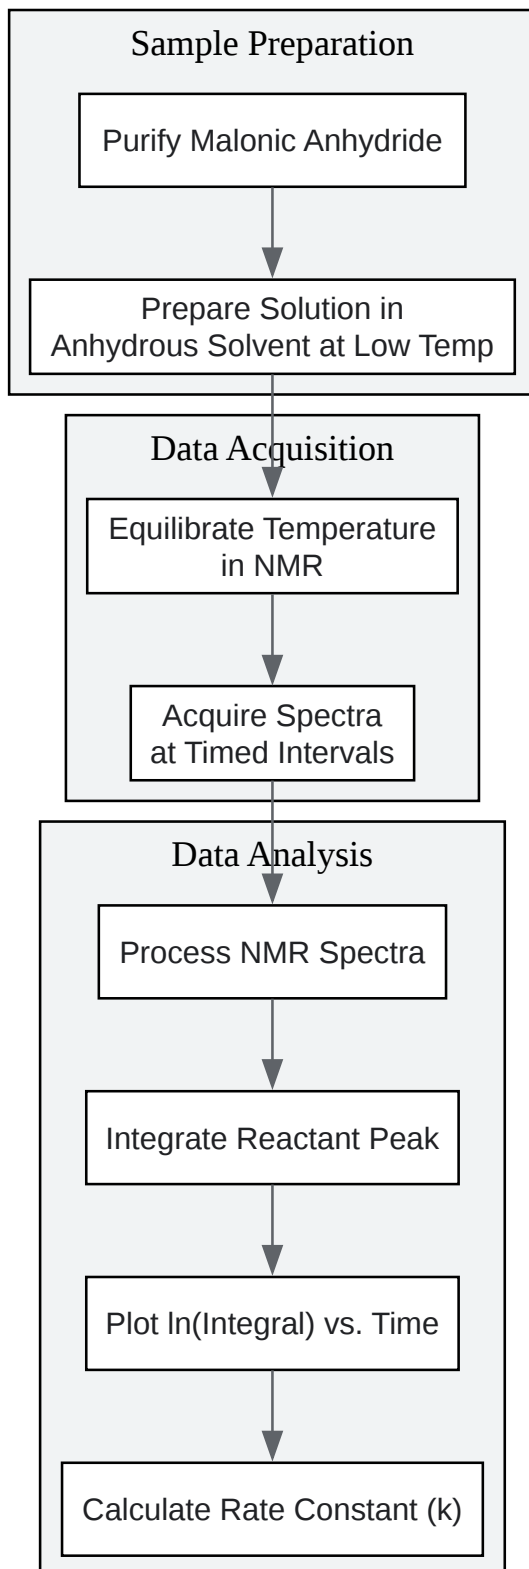 Sample Preparation
Purify Malonic Anhydride
Prepare Solution in
Anhydrous Solvent at Low Temp
Data Acquisition
Equilibrate Temperature
in NMR
Acquire Spectra
at Timed Intervals
Data Analysis
Process NMR Spectra
Integrate Reactant Peak
Plot ln(Integral) vs. Time
Calculate Rate Constant (k)